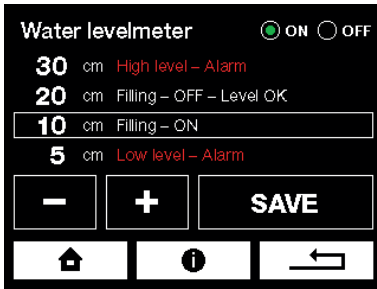 Water levelmeter ON OFF
30 cm High level – Alarm
20 cm Filling – OFF – Level OK
10 cm Filling – ON
5 cm Low level – Alarm
− + SAVE
i